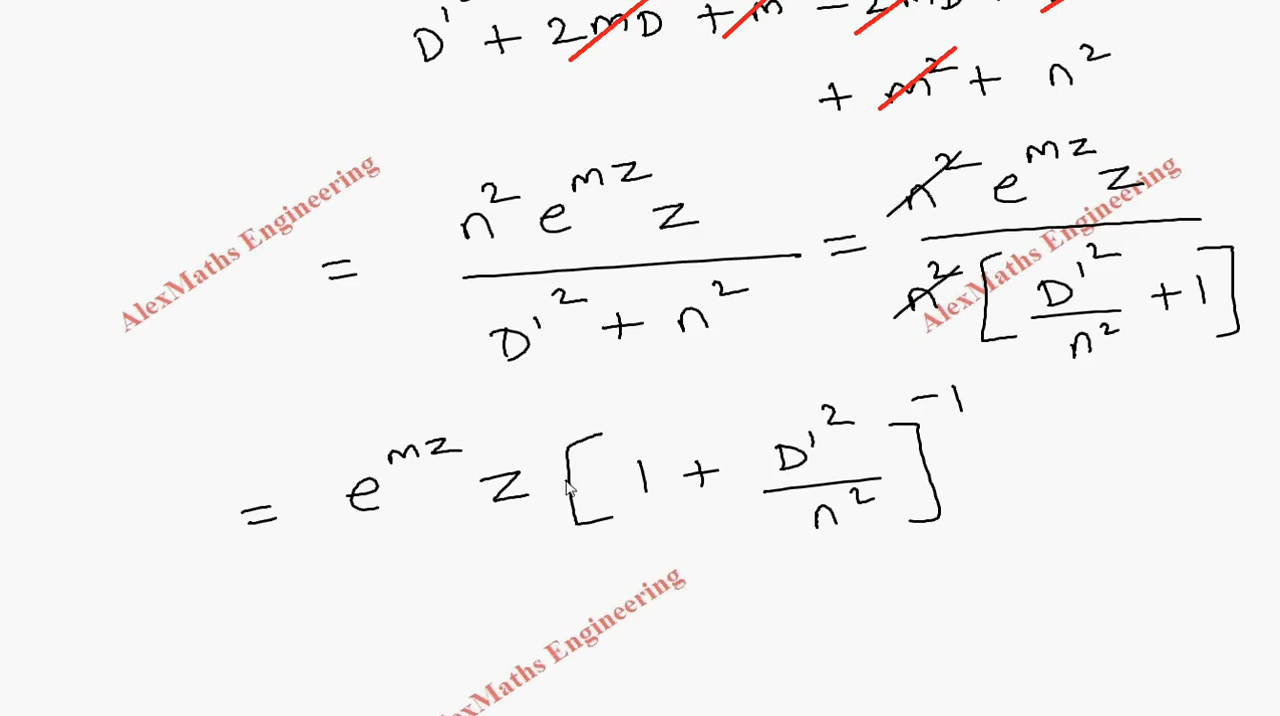 D'² + 2mD + m² - 2mD
+ m² + n²
= n² e^{mz} z / D'² + n² = n² e^{mz} z / n² [ D'² / n² + 1 ]
= e^{mz} z [ 1 + D'² / n² ]^{-1}
AlexMaths Engineering
AlexMaths Engineering
AlexMaths Engineering